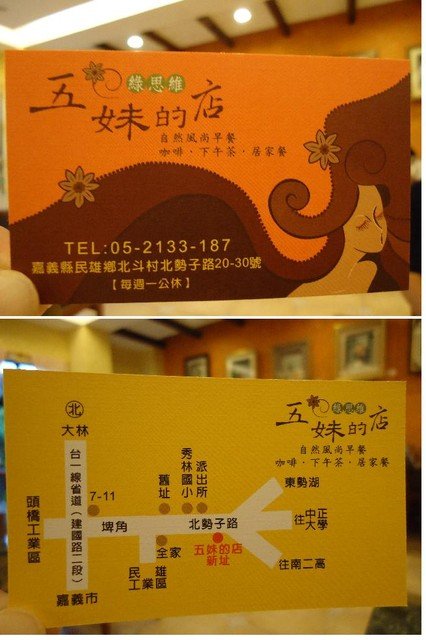 綠思維
五妹的店
自然風尚早餐
咖啡．下午茶．居家餐
TEL:05-2133-187
嘉義縣民雄鄉北斗村北勢子路20-30號
【每週一公休】
綠思維
五妹的店
自然風尚早餐
咖啡．下午茶．居家餐
北
大林
台一線省道(建國路二段)
頭橋工業區
嘉義市
7-11
埤角
舊址
秀林國小
派出所
北勢子路
東勢湖
往中正大學
往南二高
五妹的店
新址
全家
民雄
工業區